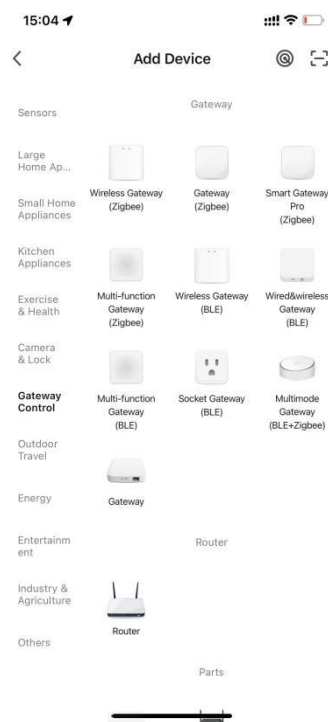 15:04
Add Device
Sensors
Large
Home Ap...
Small Home
Appliances
Kitchen
Appliances
Exercise
& Health
Camera
& Lock
Gateway
Control
Outdoor
Travel
Energy
Entertainm
ent
Industry &
Agriculture
Others
Gateway
Wireless Gateway
(Zigbee)
Gateway
(Zigbee)
Smart Gateway
Pro
(Zigbee)
Multi-function
Gateway
(Zigbee)
Wireless Gateway
(BLE)
Wired&wireless
Gateway
(BLE)
Multi-function
Gateway
(BLE)
Socket Gateway
(BLE)
Multimode
Gateway
(BLE+Zigbee)
Gateway
Router
Router
Parts